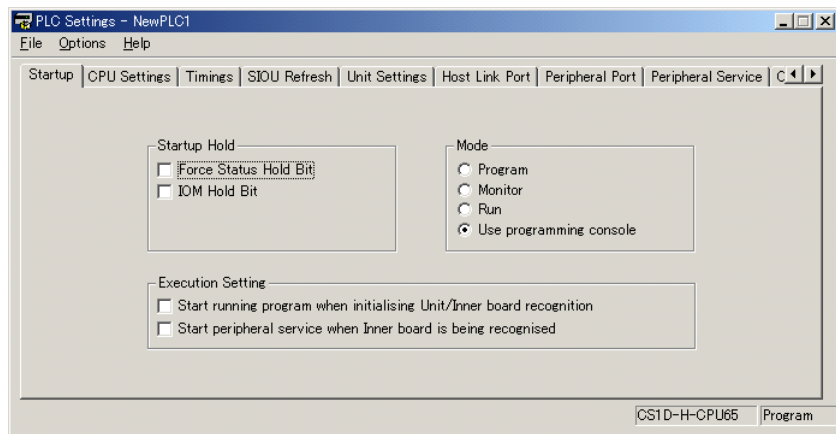 PLC Settings - NewPLC1
File Options Help
Startup CPU Settings Timings SIOU Refresh Unit Settings Host Link Port Peripheral Port Peripheral Service C
Startup Hold
Force Status Hold Bit
IOM Hold Bit
Mode
Program
Monitor
Run
Use programming console
Execution Setting
Start running program when initialising Unit/Inner board recognition
Start peripheral service when Inner board is being recognised
CS1D-H-CPU65 Program